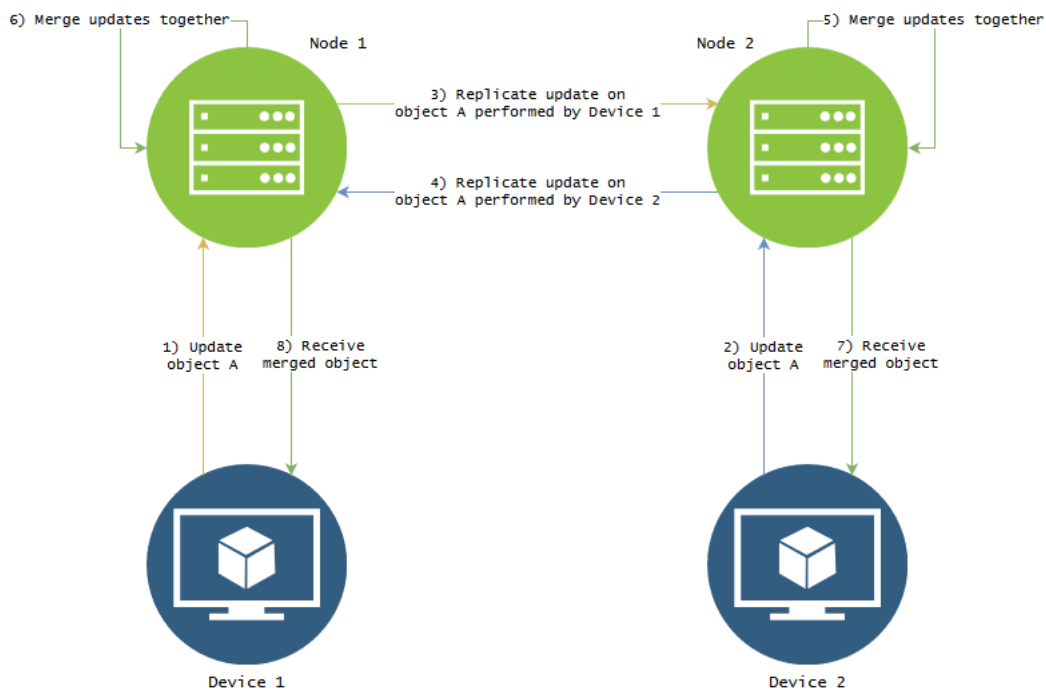 6) Merge updates together
5) Merge updates together
Node 1
Node 2
3) Replicate update on
object A performed by Device 1
4) Replicate update on
object A performed by Device 2
1) Update
object A
8) Receive
merged object
2) Update
object A
7) Receive
merged object
Device 1
Device 2